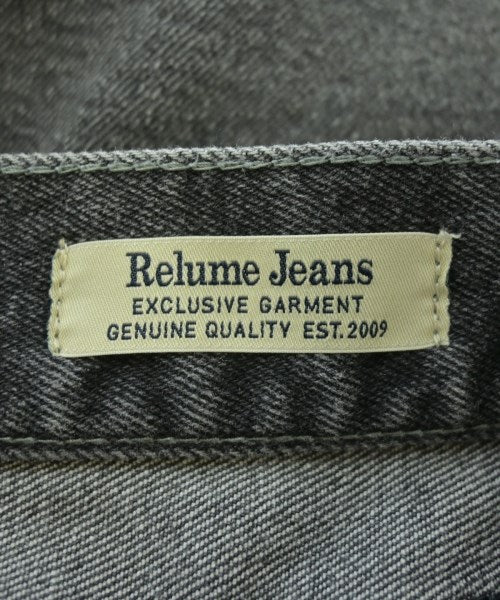 Relume Jeans
EXCLUSIVE GARMENT
GENUINE QUALITY EST. 2009